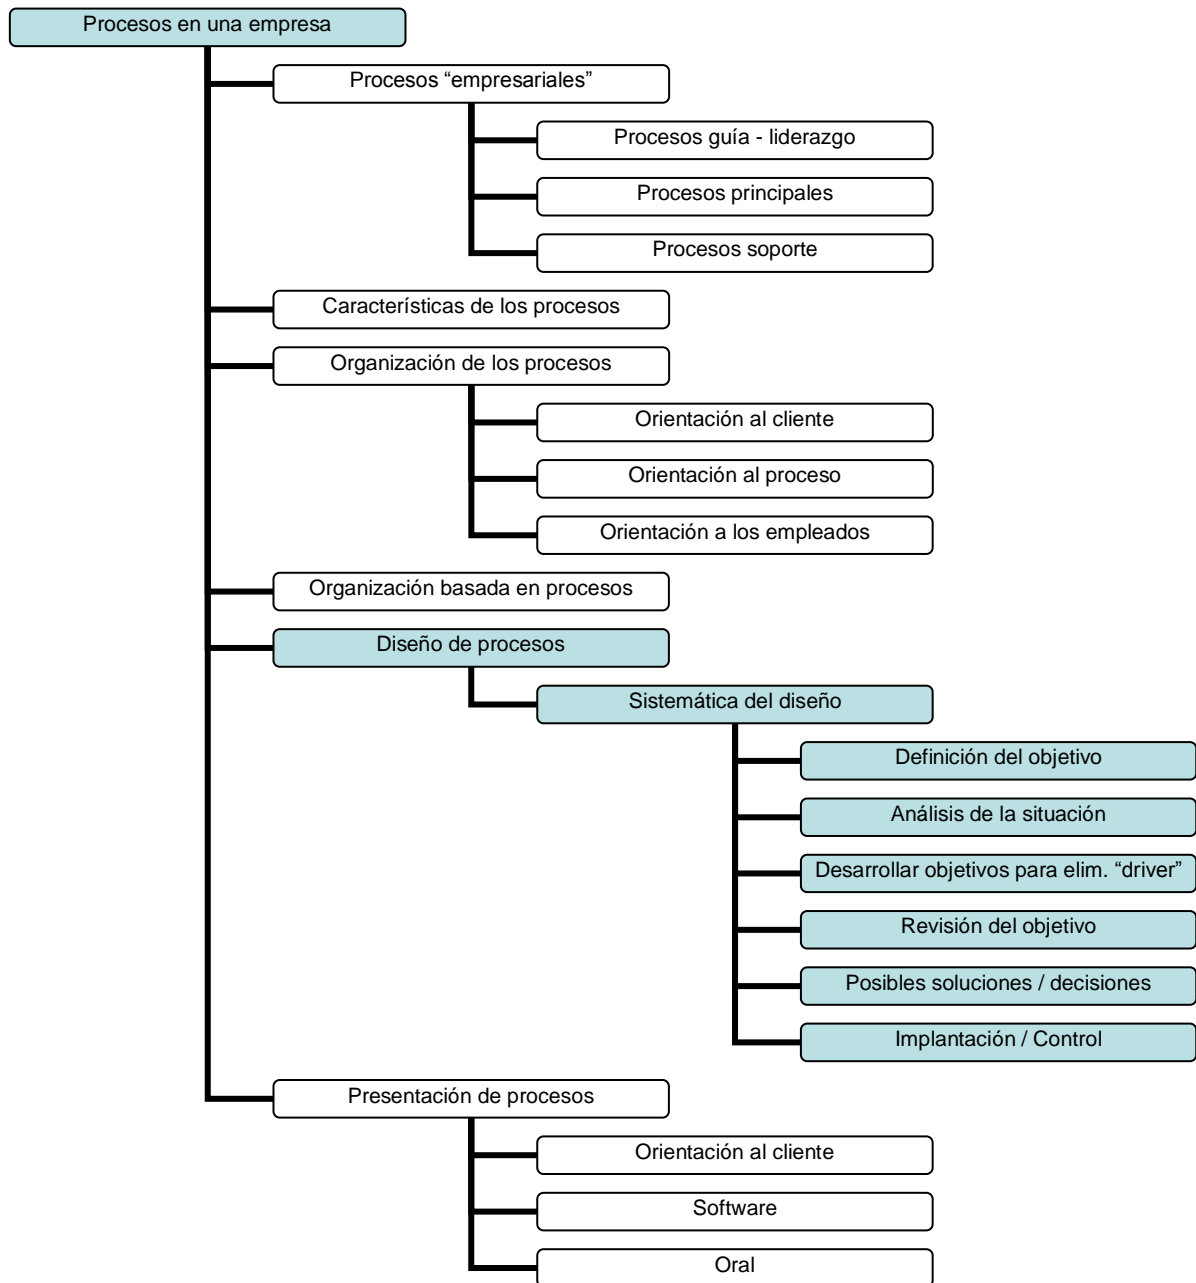 Procesos en una empresa
Procesos “empresariales”
Procesos guía - liderazgo
Procesos principales
Procesos soporte
Característícas de los procesos
Organización de los procesos
Orientación al cliente
Orientación al proceso
Orientación a los empleados
Organización basada en procesos
Diseño de procesos
Sistemática del diseño
Definición del objetivo
Análisis de la situación
Desarrollar objetivos para elim. “driver”
Revisión del objetivo
Posibles soluciones / decisiones
Implantación / Control
Presentación de procesos
Orientación al cliente
Software
Oral